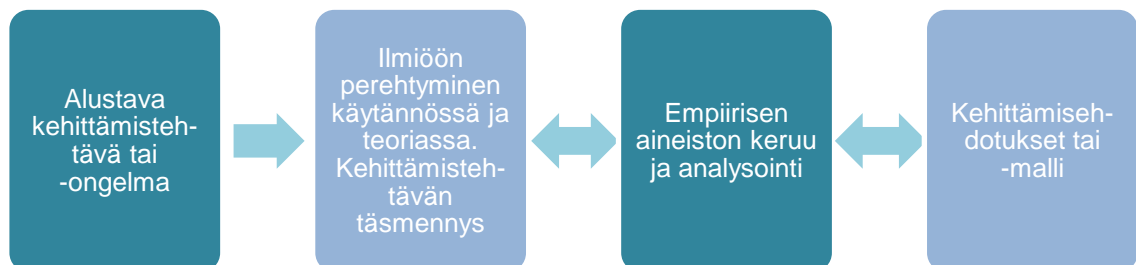 Alustava
kehittämisteh-
tävä tai
-ongelma
Ilmiöön
perehtyminen
käytännössä ja
teoriassa.
Kehittämisteh-
tävän
täsmennys
Empiirisen
aineiston keruu
ja analysointi
Kehittämiseh-
dotukset tai
-malli